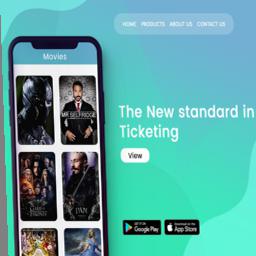 HOME PRODUCTS ABOUT US CONTACT US
Movies
MR SELFRIDGE
PAN
The New standard in
Ticketing
View
GET IT ON
Google Play
Download on the
App Store